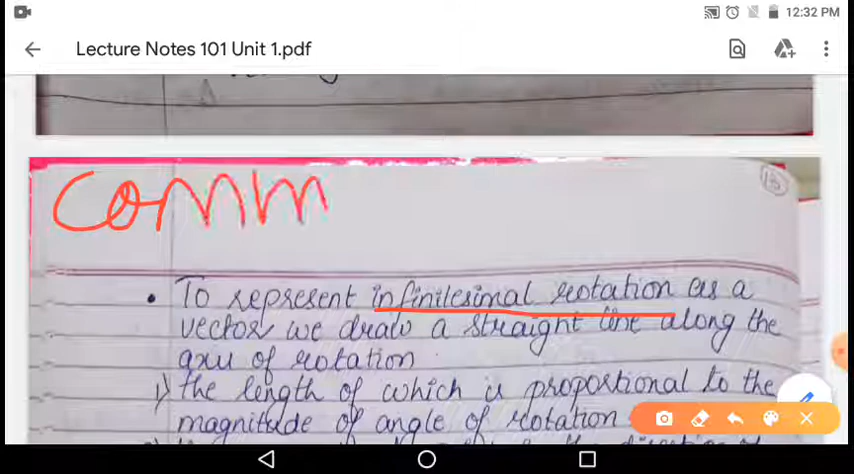 12:32 PM
Lecture Notes 101 Unit 1.pdf
comm
13
• To represent infinitesimal rotation as a
vector we draw a straight line along the
axis of rotation.
1) the length of which is proportional to the
magnitude of angle of rotation